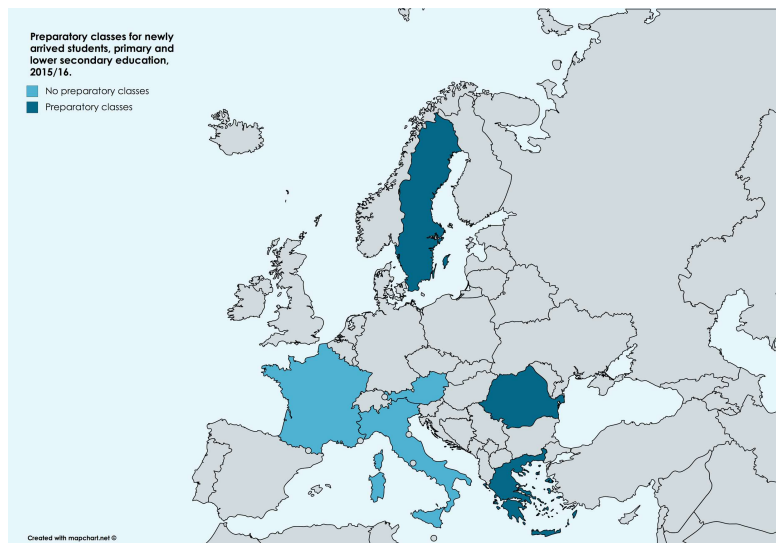 Preparatory classes for newly
arrived students, primary and
lower secondary education,
2015/16.
No preparatory classes
Preparatory classes
Created with mapchart.net ©